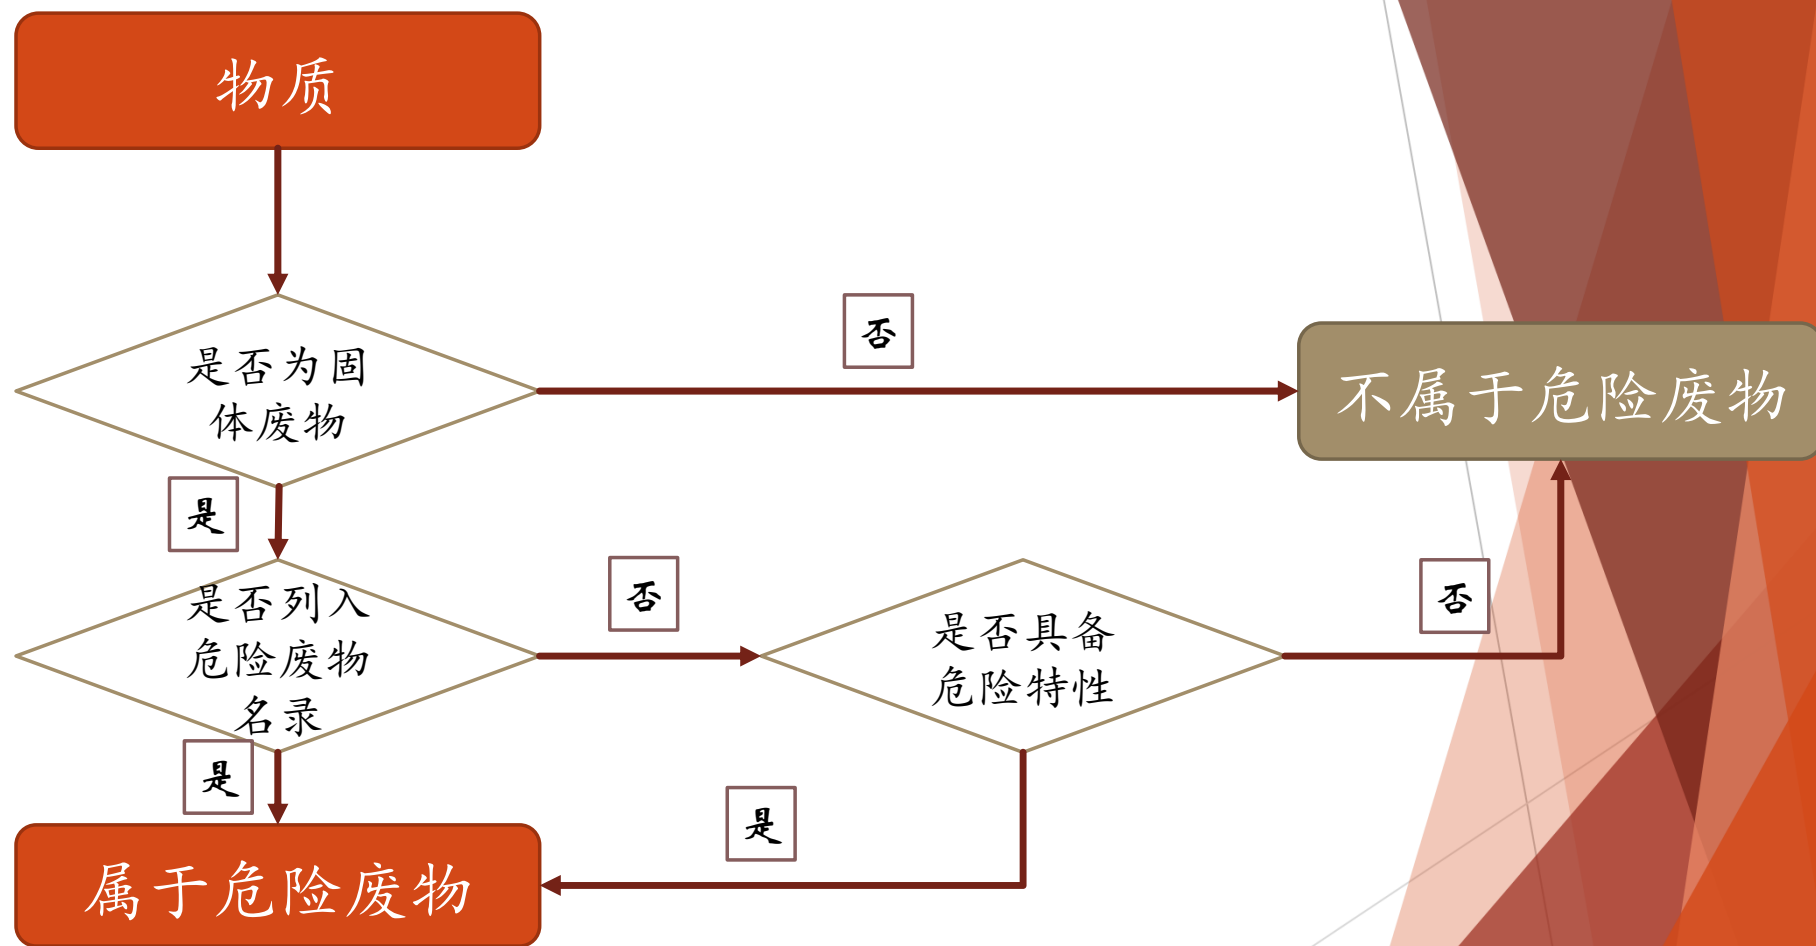 物质
是否为固
体废物
否
不属于危险废物
是
是否列入
危险废物
名录
否
是否具备
危险特性
否
是
是
属于危险废物